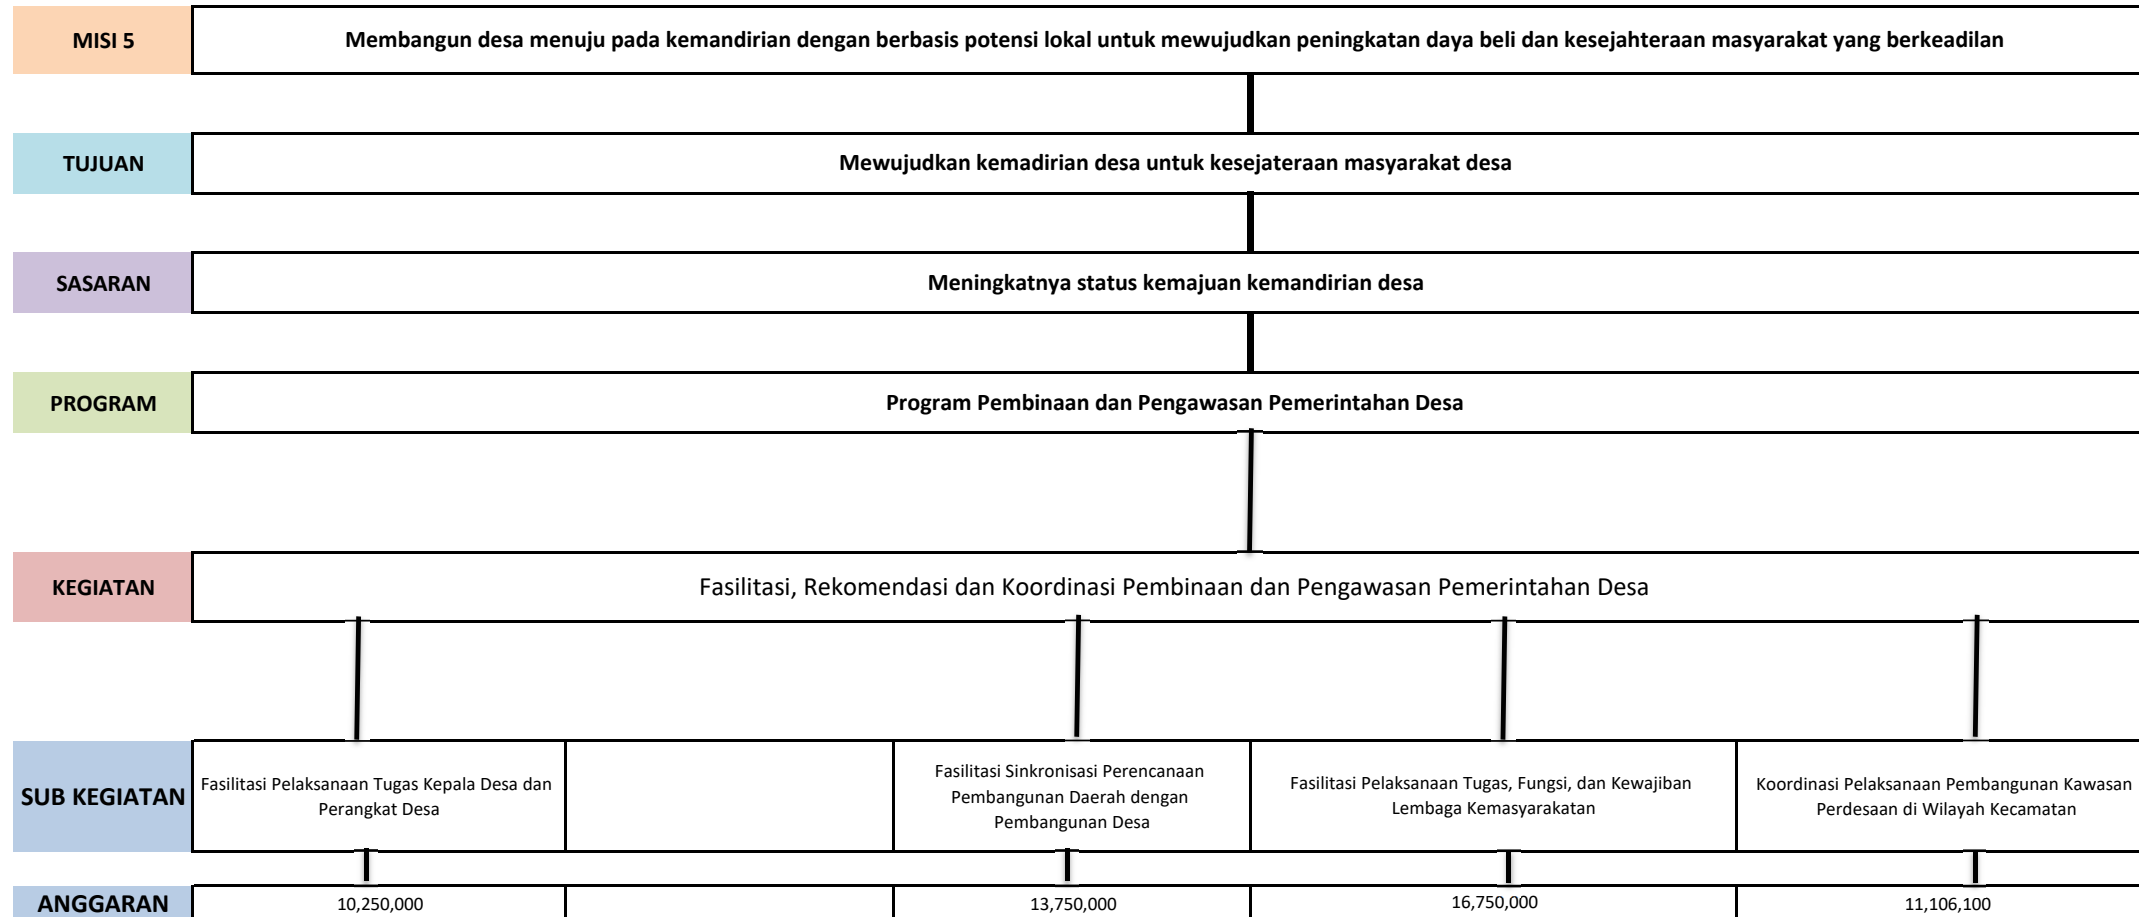 MISI 5
Membangun desa menuju pada kemandirian dengan berbasis potensi lokal untuk mewujudkan peningkatan daya beli dan kesejahteraan masyarakat yang berkeadilan
TUJUAN
Mewujudkan kemadirian desa untuk kesejateraan masyarakat desa
SASARAN
Meningkatnya status kemajuan kemandirian desa
PROGRAM
Program Pembinaan dan Pengawasan Pemerintahan Desa
KEGIATAN
Fasilitasi, Rekomendasi dan Koordinasi Pembinaan dan Pengawasan Pemerintahan Desa
SUB KEGIATAN
Fasilitasi Pelaksanaan Tugas Kepala Desa dan
Perangkat Desa
Fasilitasi Sinkronisasi Perencanaan
Pembangunan Daerah dengan
Pembangunan Desa
Fasilitasi Pelaksanaan Tugas, Fungsi, dan Kewajiban
Lembaga Kemasyarakatan
Koordinasi Pelaksanaan Pembangunan Kawasan
Perdesaan di Wilayah Kecamatan
ANGGARAN
10,250,000
13,750,000
16,750,000
11,106,100